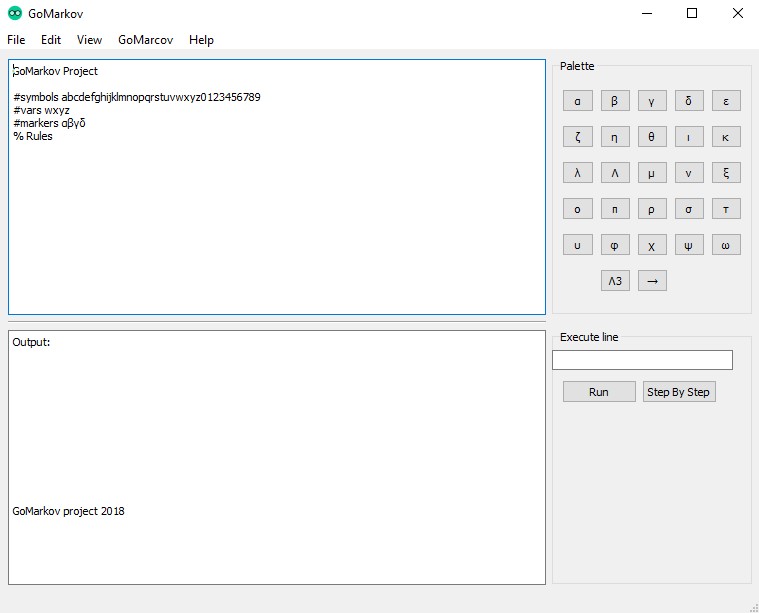 GoMarkov
File Edit View GoMarcov Help
GoMarkov Project
#symbols abcdefghijklmnopqrstuvwxyz0123456789
#vars wxyz
#markers αβγδ
% Rules
Palette
α β γ δ ε
ζ η θ ι κ
λ Λ μ ν ξ
ο π ρ σ τ
υ φ χ ψ ω
Λ3 →
Output:
GoMarkov project 2018
Execute line
Run Step By Step